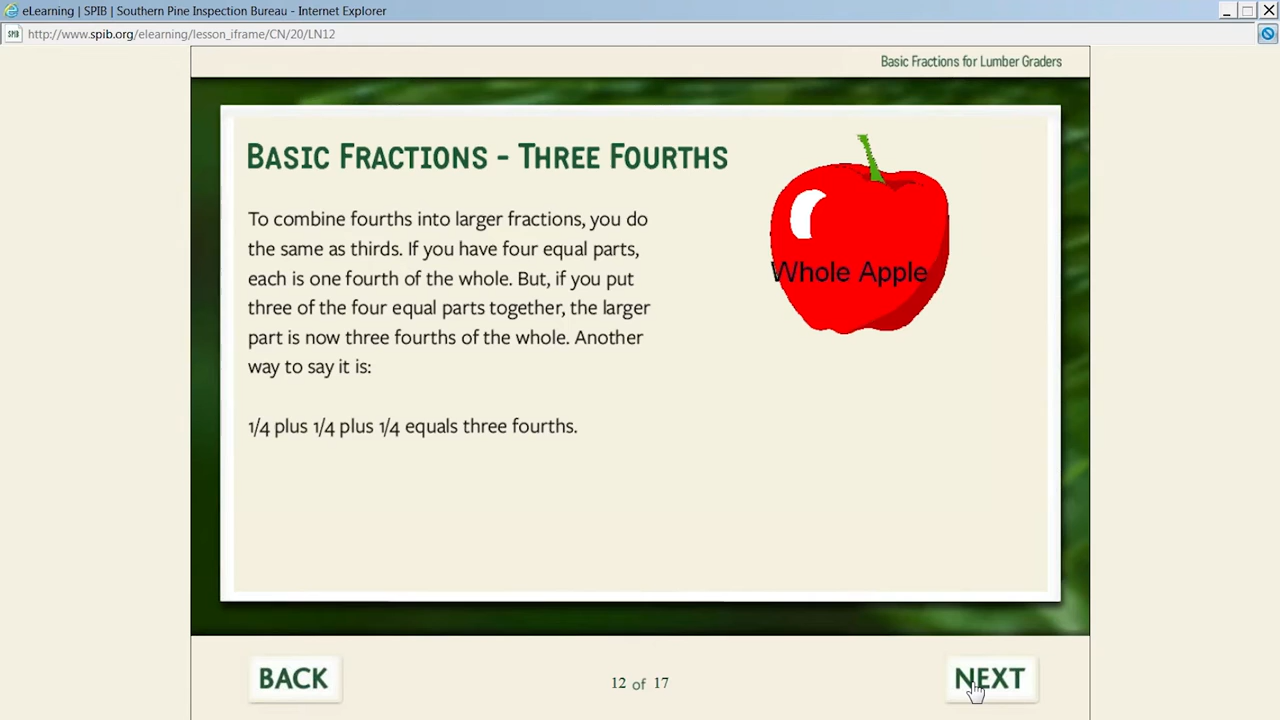 eLearning | SPIB | Southern Pine Inspection Bureau - Internet Explorer
SPIB http://www.spib.org/elearning/lesson_iframe/CN/20/LN12
Basic Fractions for Lumber Graders
BASIC FRACTIONS - THREE FOURTHS
To combine fourths into larger fractions, you do
the same as thirds. If you have four equal parts,
each is one fourth of the whole. But, if you put
three of the four equal parts together, the larger
part is now three fourths of the whole. Another
way to say it is:
1/4 plus 1/4 plus 1/4 equals three fourths.
Whole Apple
BACK
12 of 17
NEXT